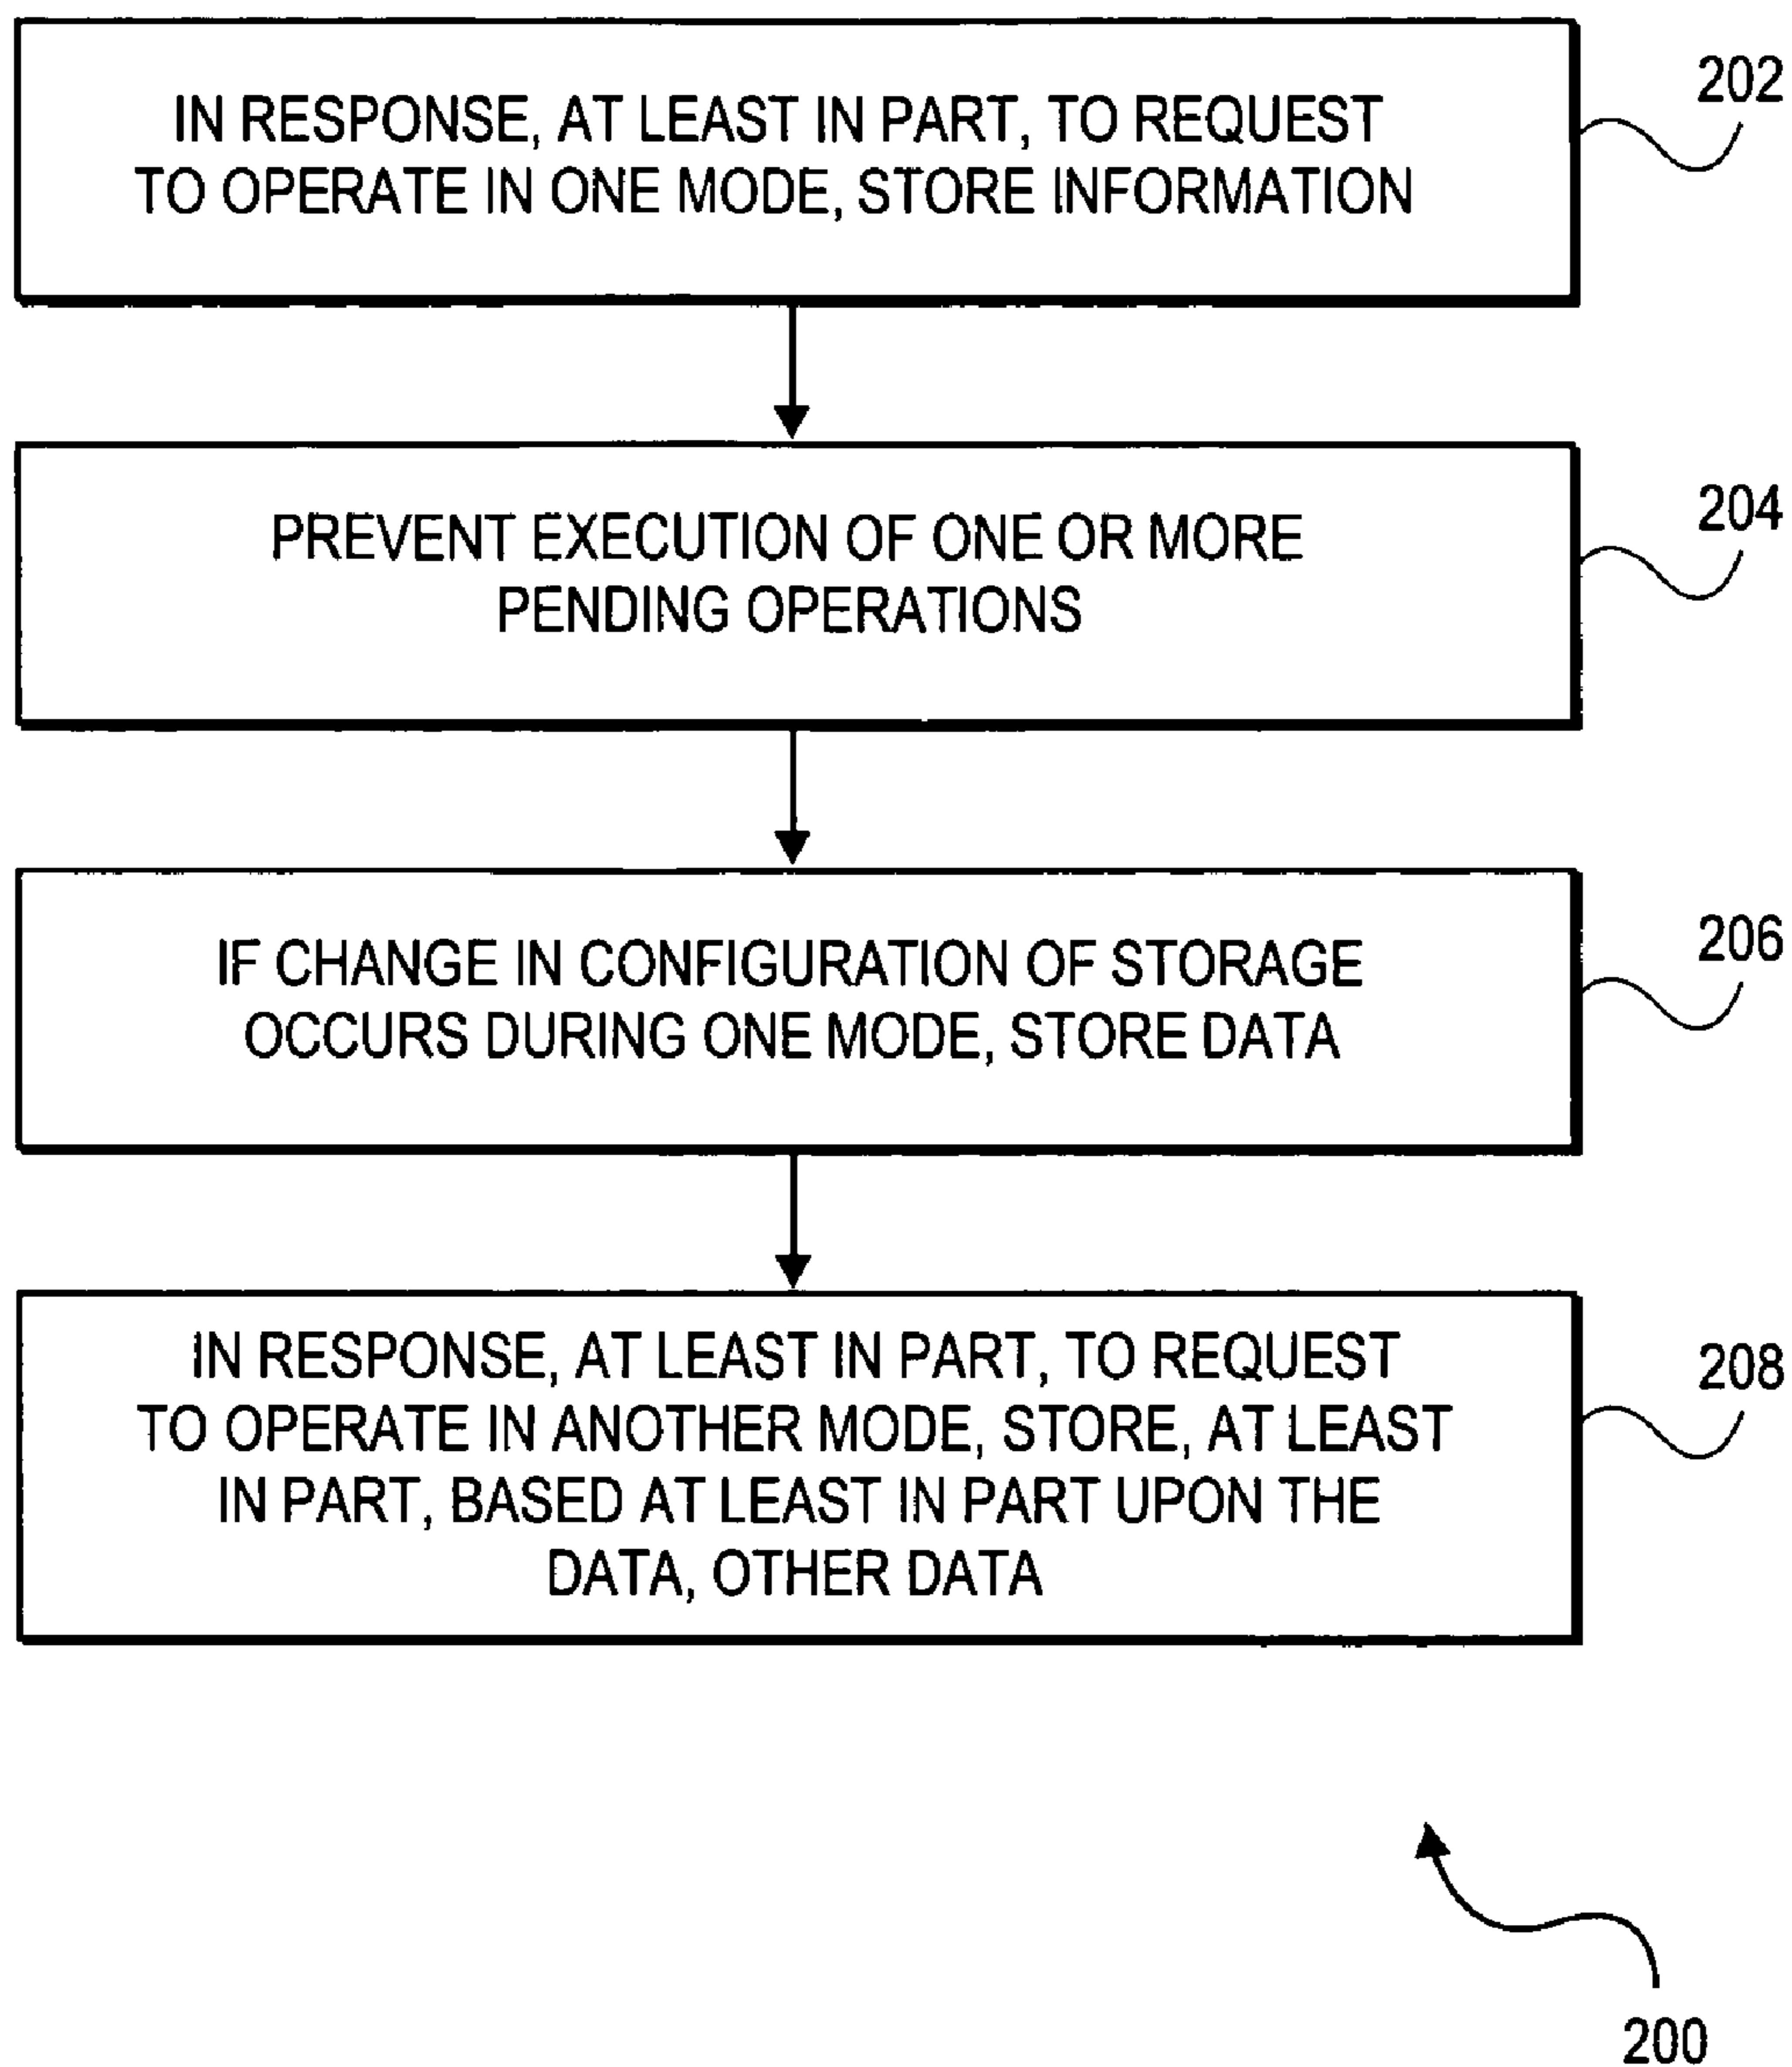 IN RESPONSE, AT LEAST IN PART, TO REQUEST
TO OPERATE IN ONE MODE, STORE INFORMATION
202
PREVENT EXECUTION OF ONE OR MORE
PENDING OPERATIONS
204
IF CHANGE IN CONFIGURATION OF STORAGE
OCCURS DURING ONE MODE, STORE DATA
206
IN RESPONSE, AT LEAST IN PART, TO REQUEST
TO OPERATE IN ANOTHER MODE, STORE, AT LEAST
IN PART, BASED AT LEAST IN PART UPON THE
DATA, OTHER DATA
208
200